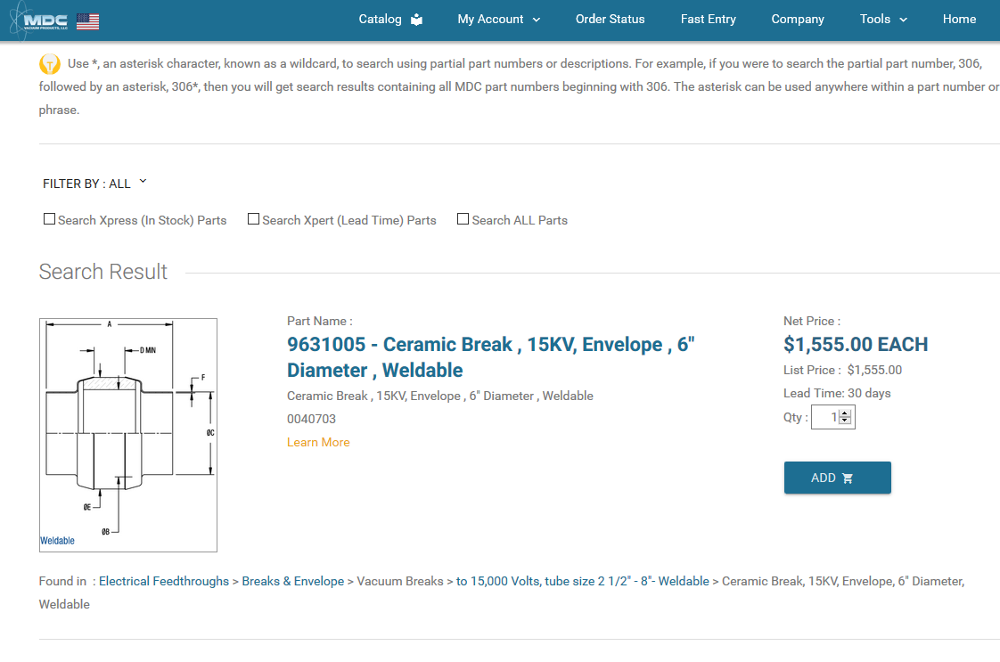 MDC
VACUUM PRODUCTS, LLC
Catalog My Account Order Status Fast Entry Company Tools Home
Use *, an asterisk character, known as a wildcard, to search using partial part numbers or descriptions. For example, if you were to search the partial part number, 306,
followed by an asterisk, 306*, then you will get search results containing all MDC part numbers beginning with 306. The asterisk can be used anywhere within a part number or
phrase.
FILTER BY : ALL
Search Xpress (In Stock) Parts Search Xpert (Lead Time) Parts Search ALL Parts
Search Result
A
D MIN
F
ØC
ØE
ØB
Weldable
Part Name :
9631005 - Ceramic Break , 15KV, Envelope , 6"
Diameter , Weldable
Ceramic Break , 15KV, Envelope , 6" Diameter , Weldable
0040703
Learn More
Net Price :
$1,555.00 EACH
List Price : $1,555.00
Lead Time: 30 days
Qty : 1
ADD
Found in : Electrical Feedthroughs > Breaks & Envelope > Vacuum Breaks > to 15,000 Volts, tube size 2 1/2" - 8"- Weldable > Ceramic Break, 15KV, Envelope, 6" Diameter,
Weldable